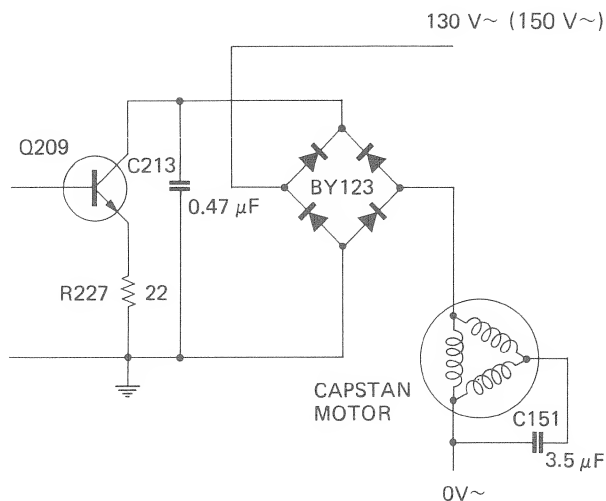 130 V~ (150 V~)
Q209
C213
BY123
0.47 µF
R227 22
CAPSTAN
MOTOR
C151
3.5 µF
0V~